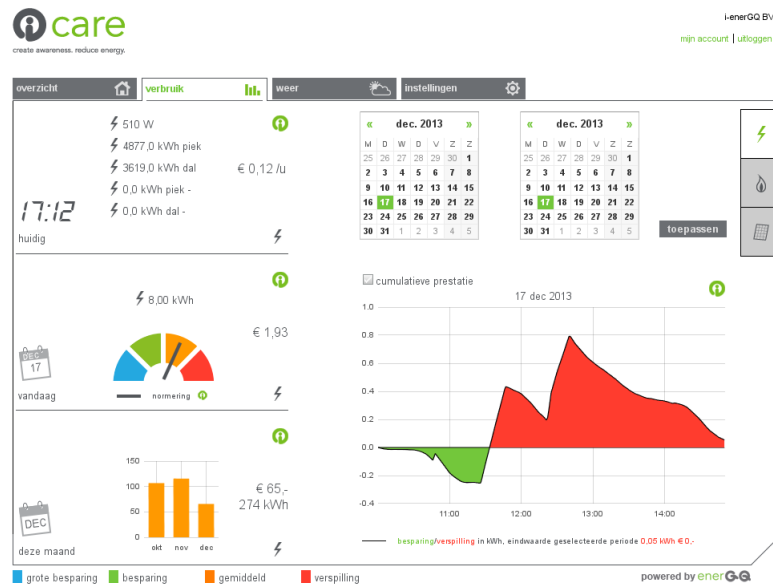 i-enerGQ BV
i care
create awareness. reduce energy.
mijn account | uitloggen
overzicht
verbruik
weer
instellingen
510 W
4877,0 kWh piek
3619,0 kWh dal
0,0 kWh piek -
0,0 kWh dal -
€ 0,12 /u
17:12
huidig
« dec. 2013 »
M D W D V Z Z
25 26 27 28 29 30 1
2 3 4 5 6 7 8
9 10 11 12 13 14 15
16 17 18 19 20 21 22
23 24 25 26 27 28 29
30 31 1 2 3 4 5
« dec. 2013 »
M D W D V Z Z
25 26 27 28 29 30 1
2 3 4 5 6 7 8
9 10 11 12 13 14 15
16 17 18 19 20 21 22
23 24 25 26 27 28 29
30 31 1 2 3 4 5
toepassen
8,00 kWh
€ 1,93
DEC
17
vandaag
normering
cumulatieve prestatie
17 dec 2013
1.0
0.8
0.6
0.4
0.2
0.0
-0.2
-0.4
11:00 12:00 13:00 14:00
besparing/verspilling in kWh, eindwaarde geselecteerde periode 0,05 kWh € 0,-
150
100
50
0
okt nov dec
€ 65,-
274 kWh
DEC
deze maand
grote besparing
besparing
gemiddeld
verspilling
powered by enerGQ